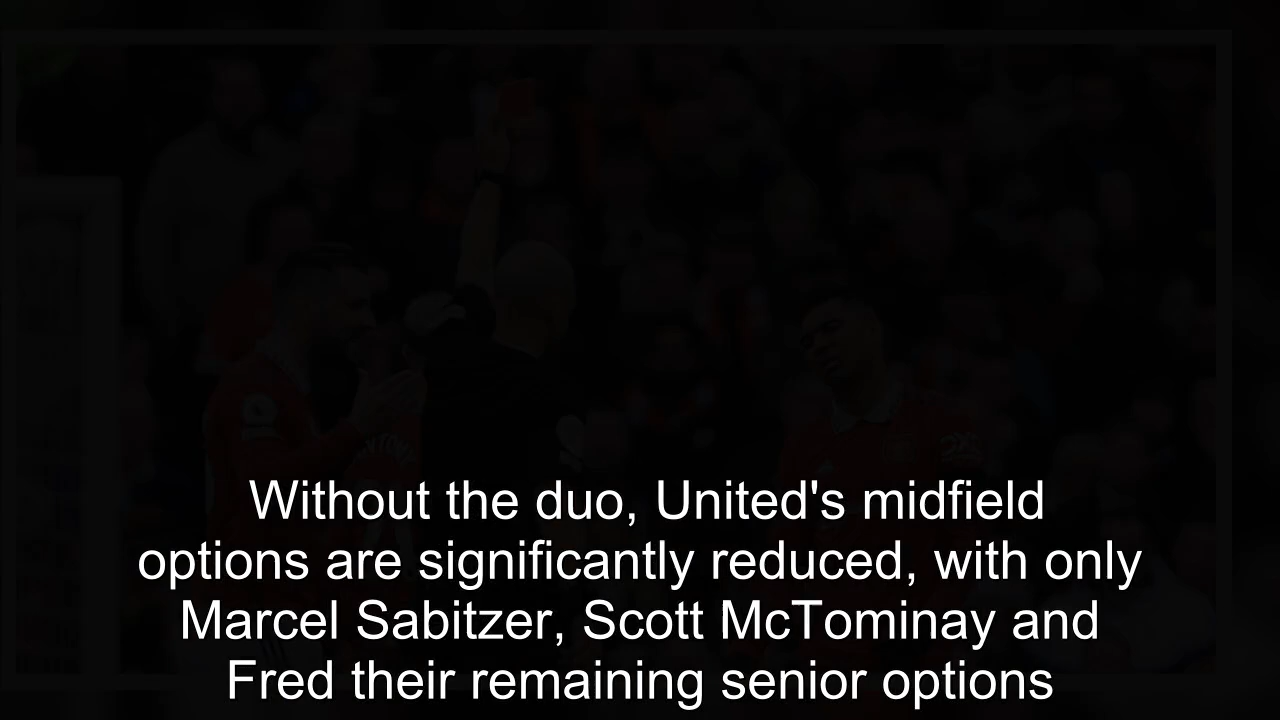 Without the duo, United's midfield
options are significantly reduced, with only
Marcel Sabitzer, Scott McTominay and
Fred their remaining senior options